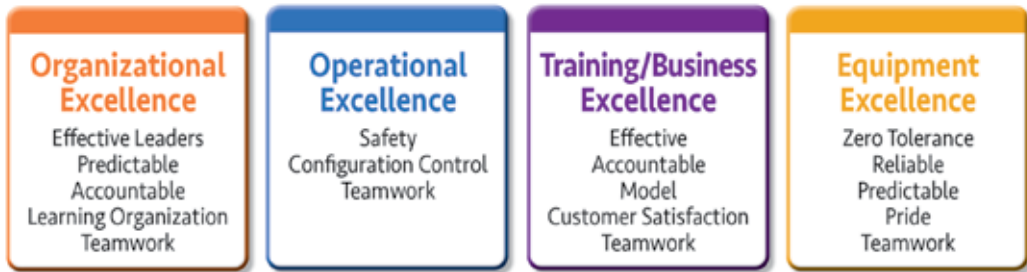 Organizational
Excellence
Effective Leaders
Predictable
Accountable
Learning Organization
Teamwork
Operational
Excellence
Safety
Configuration Control
Teamwork
Training/Business
Excellence
Effective
Accountable
Model
Customer Satisfaction
Teamwork
Equipment
Excellence
Zero Tolerance
Reliable
Predictable
Pride
Teamwork